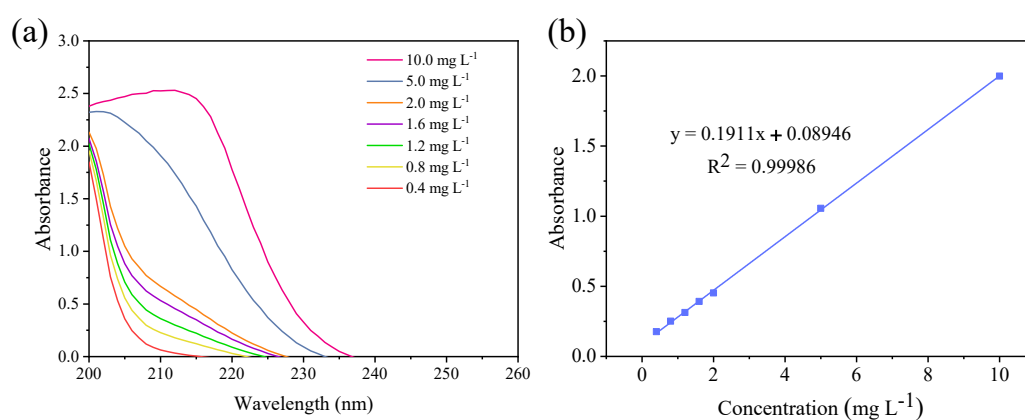 (a)
3.0
2.5
2.0
1.5
1.0
0.5
0.0
200 210 220 230 240 250 260
Absorbance
Wavelength (nm)
10.0 mg L⁻¹
5.0 mg L⁻¹
2.0 mg L⁻¹
1.6 mg L⁻¹
1.2 mg L⁻¹
0.8 mg L⁻¹
0.4 mg L⁻¹
(b)
2.0
1.5
1.0
0.5
0.0
0 2 4 6 8 10
Absorbance
Concentration (mg L⁻¹)
y = 0.1911x + 0.08946
R² = 0.99986